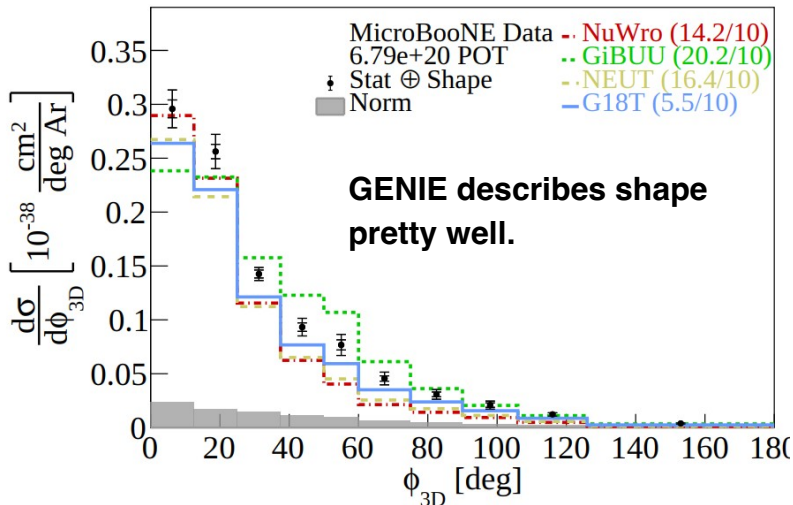 MicroBooNE Data
6.79e+20 POT
Stat ⊕ Shape
Norm
NuWro (14.2/10)
GiBUU (20.2/10)
NEUT (16.4/10)
G18T (5.5/10)
GENIE describes shape
pretty well.
dσ/dφ3D [10^-38 cm^2/deg Ar]
0.35
0.3
0.25
0.2
0.15
0.1
0.05
0
0 20 40 60 80 100 120 140 160 180
φ3D [deg]